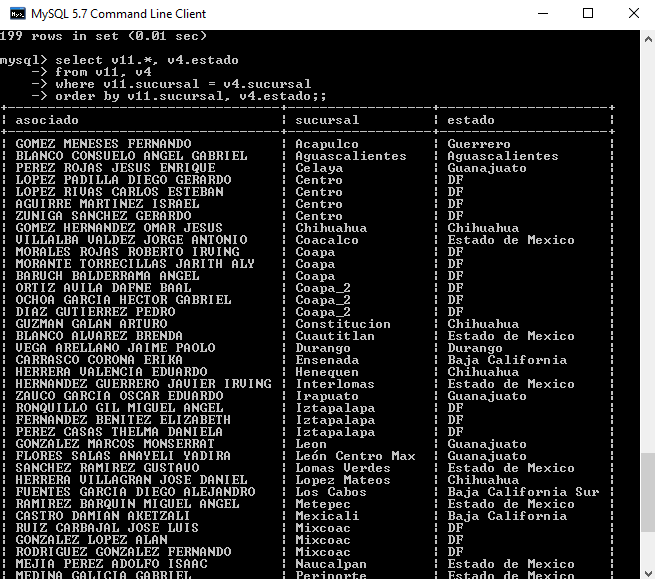 MySQL 5.7 Command Line Client
199 rows in set (0.01 sec)
mysql> select v11.*, v4.estado
-> from v11, v4
-> where v11.sucursal = v4.sucursal
-> order by v11.sucursal, v4.estado;;
| asociado | sucursal | estado |
| GOMEZ MENESES FERNANDO | Acapulco | Guerrero |
| BLANCO CONSUELO ANGEL GABRIEL | Aguascalientes | Aguascalientes |
| PEREZ ROJAS JESUS ENRIQUE | Celaya | Guanajuato |
| LOPEZ PADILLA DIEGO GERARDO | Centro | DF |
| LOPEZ RIVAS CARLOS ESTEBAN | Centro | DF |
| AGUIRRE MARTINEZ ISRAEL | Centro | DF |
| ZUNIGA SANCHEZ GERARDO | Centro | DF |
| GOMEZ HERNANDEZ OMAR JESUS | Chihuahua | Chihuahua |
| VILLALBA VALDEZ JORGE ANTONIO | Coacalco | Estado de Mexico |
| MORALES ROJAS ROBERTO IRVING | Coapa | DF |
| MORANTE TORRECILLAS JARITH ALY | Coapa | DF |
| BARUCH BALDERRAMA ANGEL | Coapa | DF |
| ORTIZ AVILA DAFNE BAAL | Coapa_2 | DF |
| OCHOA GARCIA HECTOR GABRIEL | Coapa_2 | DF |
| DIAZ GUTIERREZ PEDRO | Coapa_2 | DF |
| GUZMAN GALAN ARTURO | Constitucion | Chihuahua |
| BLANCO ALVAREZ BRENDA | Cuautitlan | Estado de Mexico |
| VEGA ARELLANO JAIME PAOLO | Durango | Durango |
| CARRASCO CORONA ERIKA | Ensenada | Baja California |
| HERRERA VALENCIA EDUARDO | Henequen | Chihuahua |
| HERNANDEZ GUERRERO JAVIER IRVING | Interlomas | Estado de Mexico |
| ZAUCO GARCIA OSCAR EDUARDO | Irapuato | Guanajuato |
| RONQUILLO GIL MIGUEL ANGEL | Iztapalapa | DF |
| FERNANDEZ BENITEZ ELIZABETH | Iztapalapa | DF |
| PEREZ CASAS THELMA DANIELA | Iztapalapa | DF |
| GONZALEZ MARCOS MONSERRAT | Leon | Guanajuato |
| FLORES SALAS ANAYELI YADIRA | León Centro Max | Guanajuato |
| SANCHEZ RAMIREZ GUSTAVO | Lomas Verdes | Estado de Mexico |
| HERRERA VILLAGRAN JOSE DANIEL | Lopez Mateos | Chihuahua |
| FUENTES GARCIA DIEGO ALEJANDRO | Los Cabos | Baja California Sur |
| RAMIREZ BARQUIN MIGUEL ANGEL | Metepec | Estado de Mexico |
| CASTRO DAMIAN AKETZALI | Mexicali | Baja California |
| RUIZ CARBAJAL JOSE LUIS | Mixcoac | DF |
| GONZALEZ LOPEZ ALAN | Mixcoac | DF |
| RODRIGUEZ GONZALEZ FERNANDO | Mixcoac | DF |
| MEJIA PEREZ ADOLFO ISAAC | Naucalpan | Estado de Mexico |
| MEDINA GALICIA GABRIEL | Perinorte | Estado de Mexico |